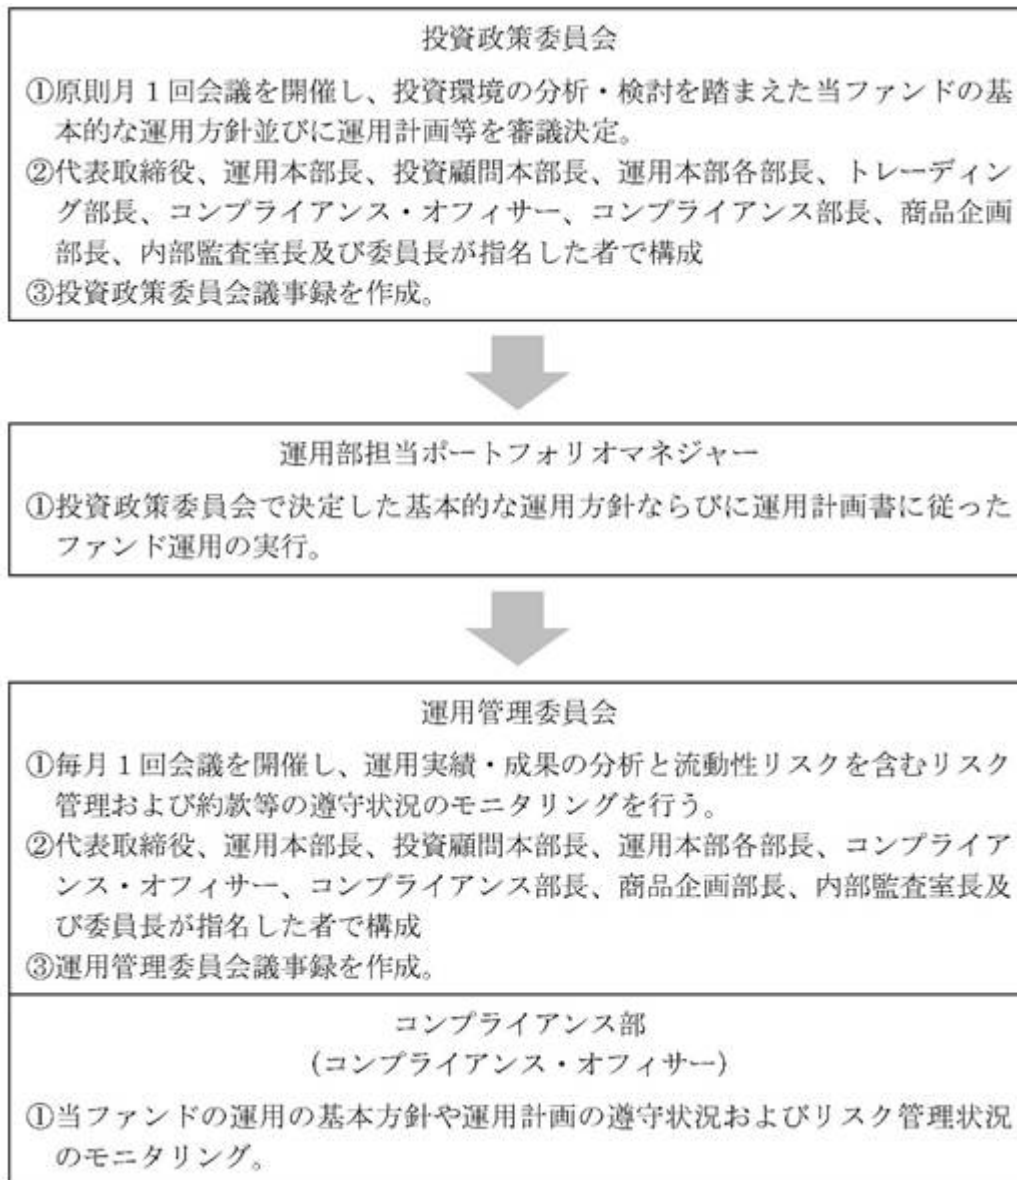 投資政策委員会
①原則月1回会議を開催し、投資環境の分析・検討を踏まえた当ファンドの基
本的な運用方針並びに運用計画等を審議決定。
②代表取締役、運用本部長、投資顧問本部長、運用本部各部長、トレーディン
グ部長、コンプライアンス・オフィサー、コンプライアンス部長、商品企画
部長、内部監査室長及び委員長が指名した者で構成
③投資政策委員会議事録を作成。
運用部担当ポートフォリオマネジャー
①投資政策委員会で決定した基本的な運用方針ならびに運用計画書に従った
ファンド運用の実行。
運用管理委員会
①毎月1回会議を開催し、運用実績・成果の分析と流動性リスクを含むリスク
管理および約款等の遵守状況のモニタリングを行う。
②代表取締役、運用本部長、投資顧問本部長、運用本部各部長、コンプライア
ンス・オフィサー、コンプライアンス部長、商品企画部長、内部監査室長及
び委員長が指名した者で構成
③運用管理委員会議事録を作成。
コンプライアンス部
(コンプライアンス・オフィサー)
①当ファンドの運用の基本方針や運用計画の遵守状況およびリスク管理状況
のモニタリング。